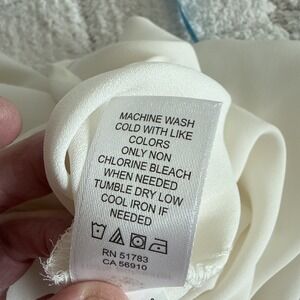 MACHINE WASH
COLD WITH LIKE
COLORS
ONLY NON
CHLORINE BLEACH
WHEN NEEDED
TUMBLE DRY LOW
COOL IRON IF
NEEDED
RN 51783
CA 56910